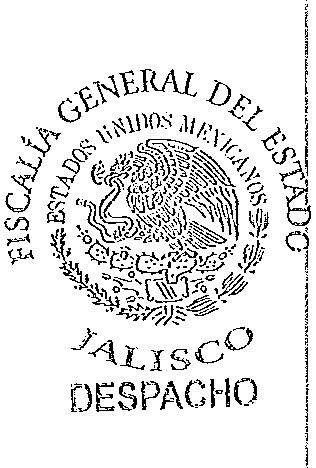 FISCALÍA GENERAL DEL ESTADO
ESTADOS UNIDOS MEXICANOS
JALISCO
DESPACHO